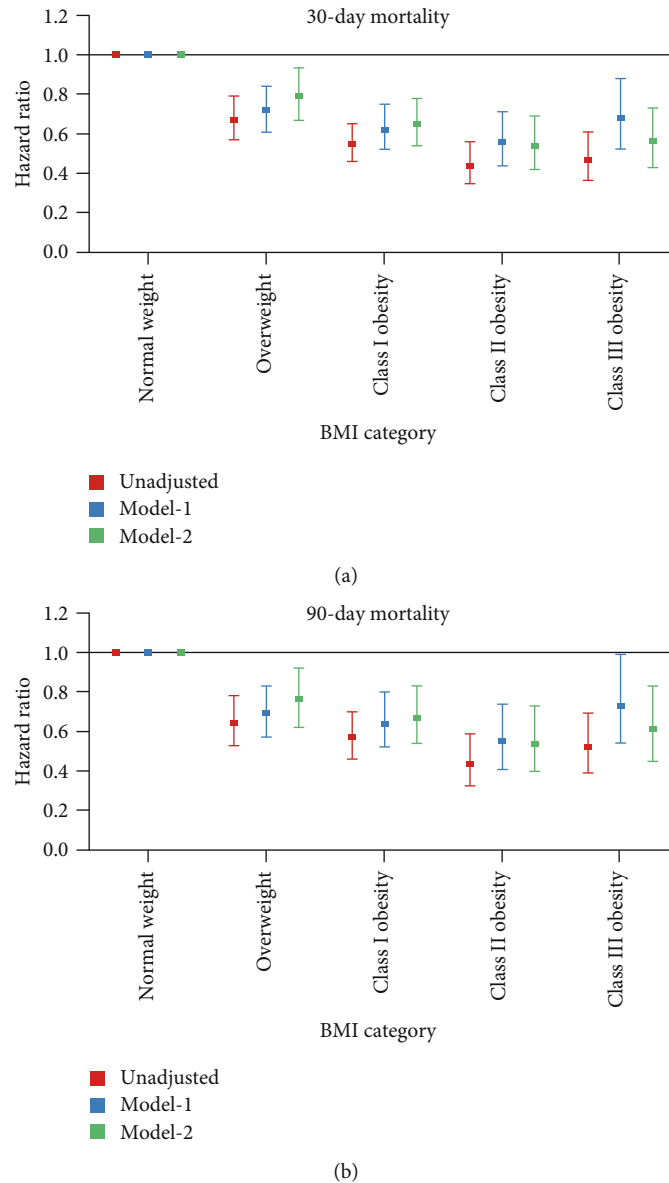 30-day mortality
1.2
1.0
0.8
0.6
0.4
0.2
0.0
Hazard ratio
Normal weight
Overweight
Class I obesity
Class II obesity
Class III obesity
BMI category
Unadjusted
Model-1
Model-2
(a)
90-day mortality
1.2
1.0
0.8
0.6
0.4
0.2
0.0
Hazard ratio
Normal weight
Overweight
Class I obesity
Class II obesity
Class III obesity
BMI category
Unadjusted
Model-1
Model-2
(b)